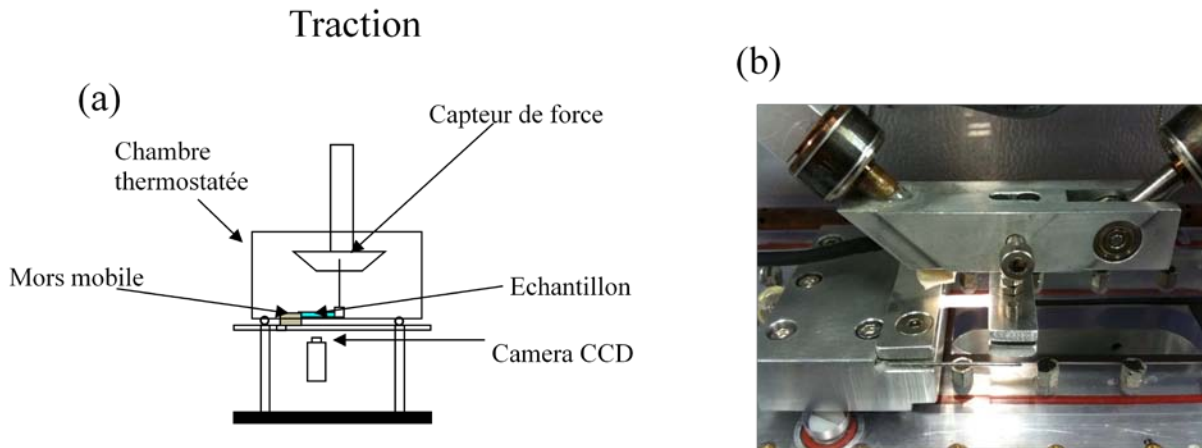 Traction
(a)
Capteur de force
Chambre
thermostatée
Mors mobile
Echantillon
Camera CCD
(b)